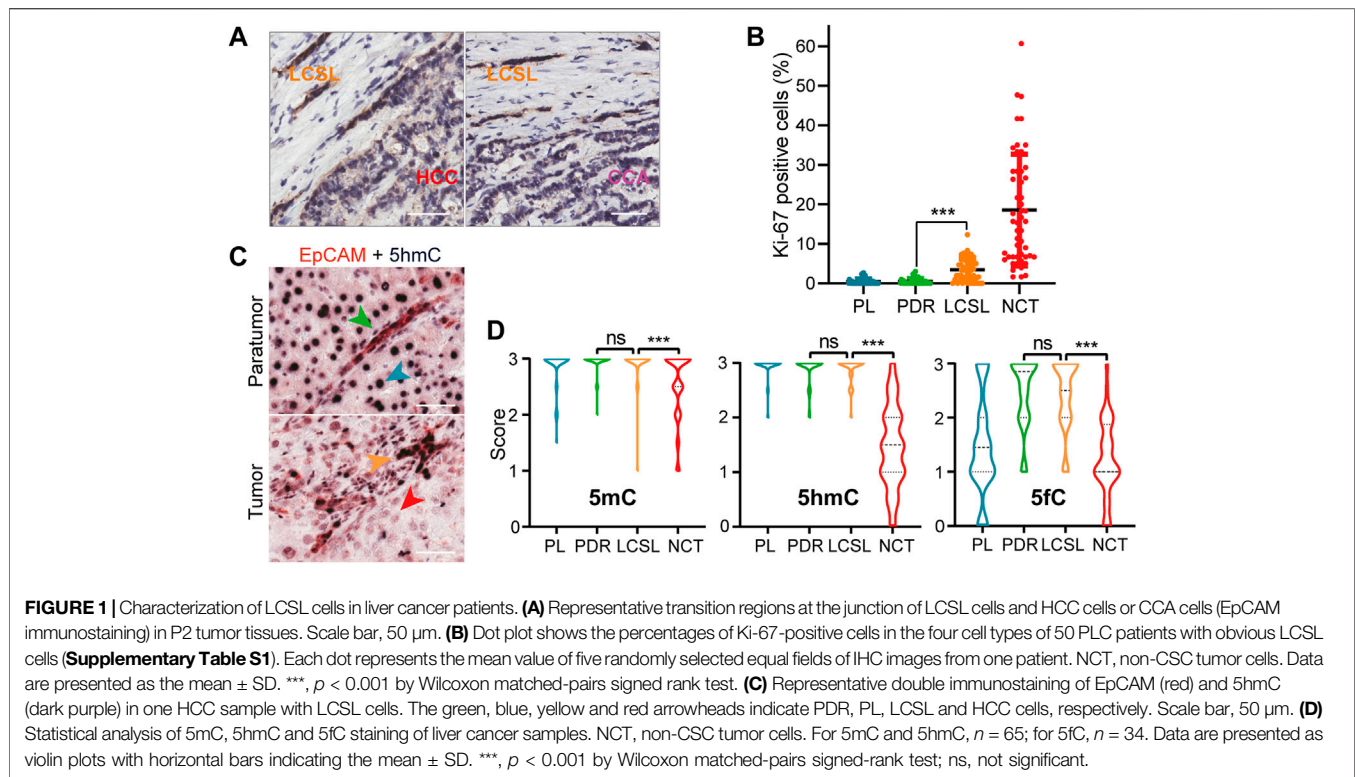 A
LCSL
HCC
LCSL
CCA
B
Ki-67 positive cells (%)
60
50
40
30
20
10
0
***
PL PDR LCSL NCT
C
EpCAM + 5hmC
Paratumor
Tumor
D
Score
3
2
1
0
ns ***
5mC
PL PDR LCSL NCT
3
2
1
0
ns ***
5hmC
PL PDR LCSL NCT
3
2
1
0
ns ***
5fC
PL PDR LCSL NCT
FIGURE 1 | Characterization of LCSL cells in liver cancer patients. (A) Representative transition regions at the junction of LCSL cells and HCC cells or CCA cells (EpCAM
immunostaining) in P2 tumor tissues. Scale bar, 50 µm. (B) Dot plot shows the percentages of Ki-67-positive cells in the four cell types of 50 PLC patients with obvious LCSL
cells (Supplementary Table S1). Each dot represents the mean value of five randomly selected equal fields of IHC images from one patient. NCT, non-CSC tumor cells. Data
are presented as the mean ± SD. ***, p < 0.001 by Wilcoxon matched-pairs signed rank test. (C) Representative double immunostaining of EpCAM (red) and 5hmC
(dark purple) in one HCC sample with LCSL cells. The green, blue, yellow and red arrowheads indicate PDR, PL, LCSL and HCC cells, respectively. Scale bar, 50 µm. (D)
Statistical analysis of 5mC, 5hmC and 5fC staining of liver cancer samples. NCT, non-CSC tumor cells. For 5mC and 5hmC, n = 65; for 5fC, n = 34. Data are presented as
violin plots with horizontal bars indicating the mean ± SD. ***, p < 0.001 by Wilcoxon matched-pairs signed-rank test; ns, not significant.